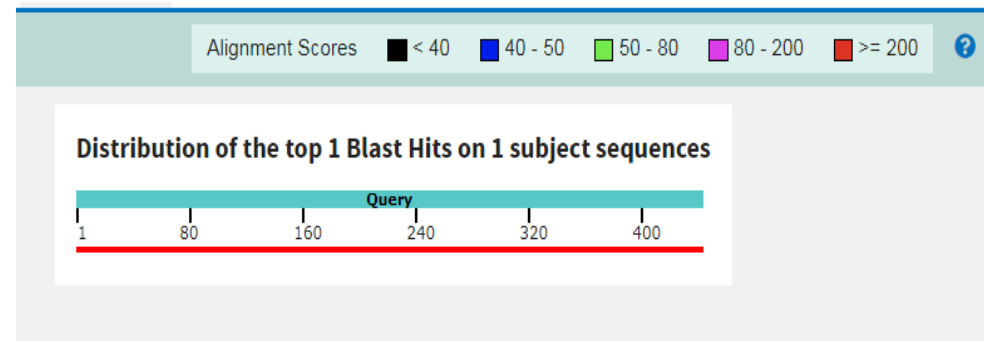 Alignment Scores < 40 40 - 50 50 - 80 80 - 200 >= 200 ?
Distribution of the top 1 Blast Hits on 1 subject sequences
Query
1 80 160 240 320 400